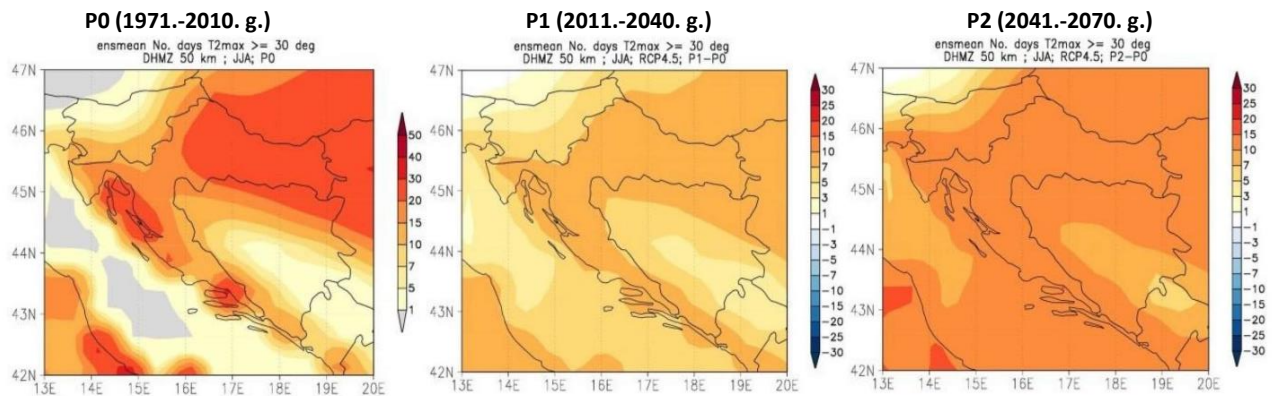 P0 (1971.-2010. g.)
ensmean No. days T2max >= 30 deg
DHMZ 50 km ; JJA; P0
47N
46N
45N
44N
43N
42N
13E 14E 15E 16E 17E 18E 19E 20E
50
40
30
20
15
10
7
5
1
P1 (2011.-2040. g.)
ensmean No. days T2max >= 30 deg
DHMZ 50 km ; JJA; RCP4.5; P1-P0
47N
46N
45N
44N
43N
42N
13E 14E 15E 16E 17E 18E 19E 20E
30
25
20
15
10
7
5
3
1
-1
-3
-5
-7
-10
-15
-20
-25
-30
P2 (2041.-2070. g.)
ensmean No. days T2max >= 30 deg
DHMZ 50 km ; JJA; RCP4.5; P2-P0
47N
46N
45N
44N
43N
42N
13E 14E 15E 16E 17E 18E 19E 20E
30
25
20
15
10
7
5
3
1
-1
-3
-5
-7
-10
-15
-20
-25
-30